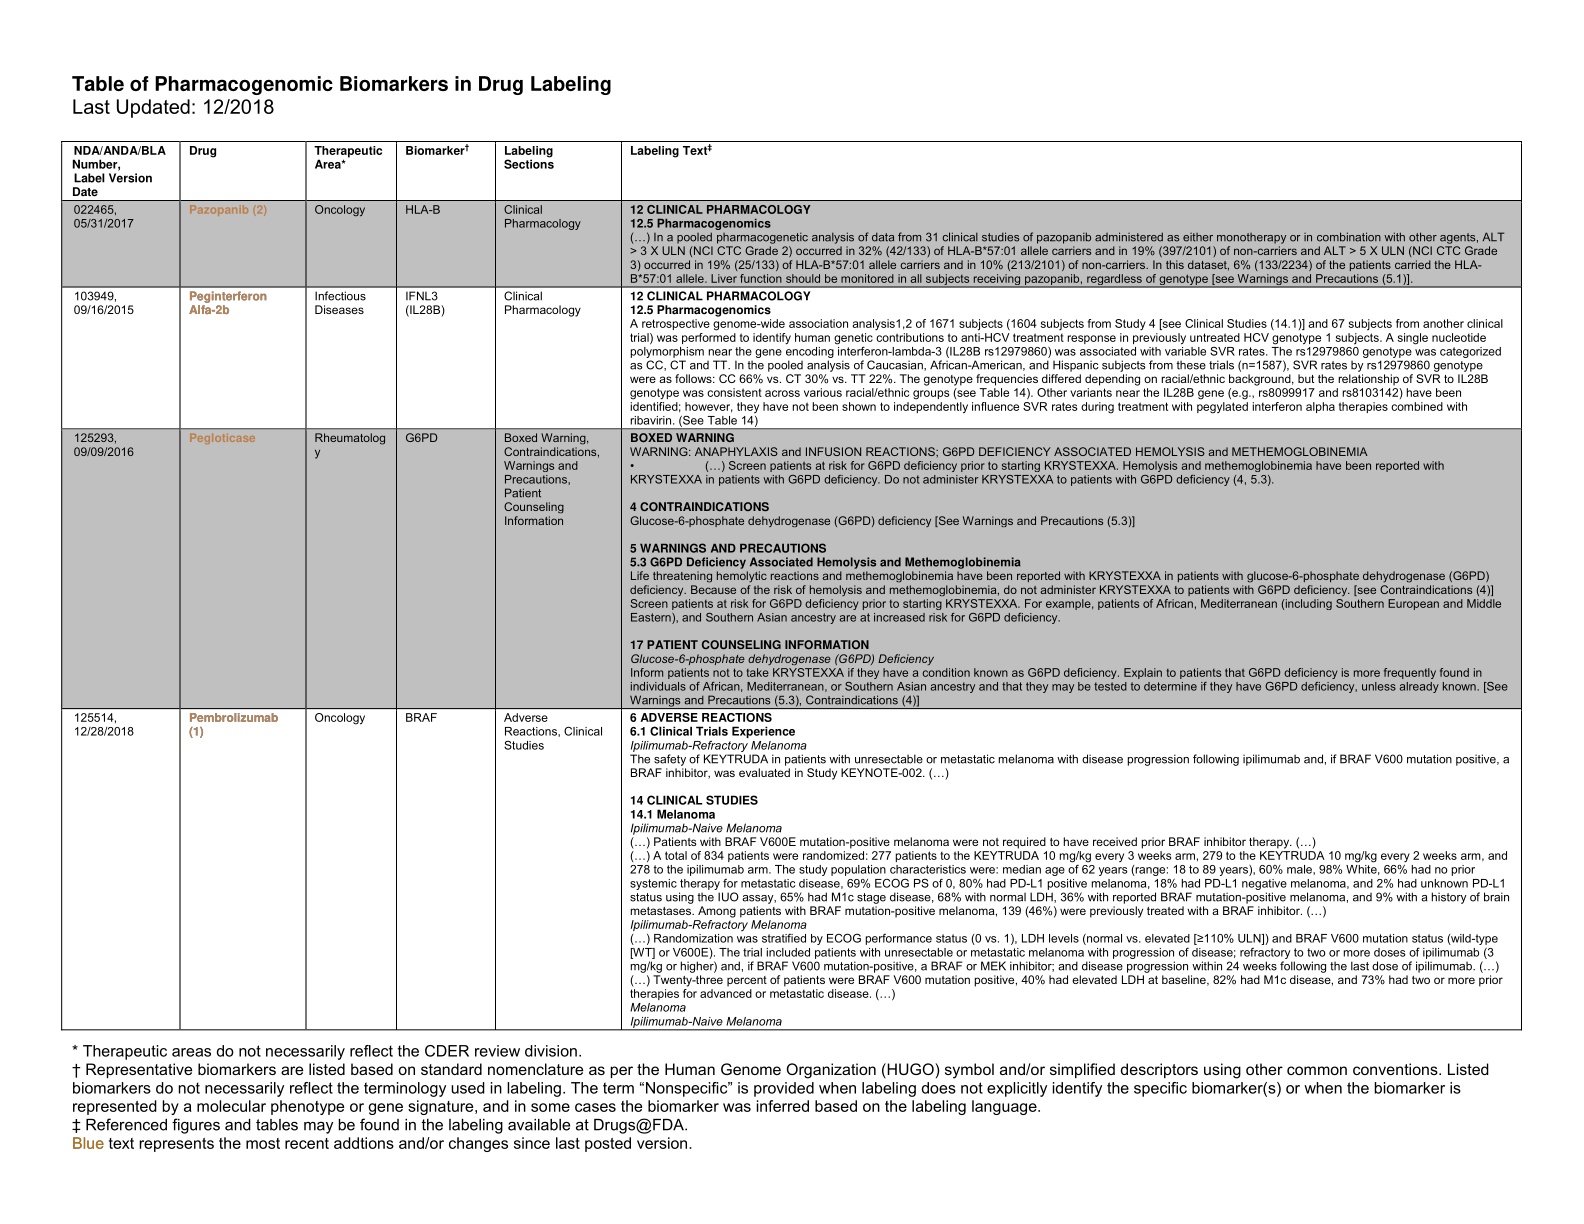 Table of Pharmacogenomic Biomarkers in Drug Labeling
Last Updated: 12/2018
NDA/ANDA/BLA
Number,
Label Version
Date
Drug
Therapeutic
Area*
Biomarker†
Labeling
Sections
Labeling Text‡
022465,
05/31/2017
Pazopanib (2)
Oncology
HLA-B
Clinical
Pharmacology
12 CLINICAL PHARMACOLOGY
12.5 Pharmacogenomics
(…) In a pooled pharmacogenetic analysis of data from 31 clinical studies of pazopanib administered as either monotherapy or in combination with other agents, ALT
> 3 X ULN (NCI CTC Grade 2) occurred in 32% (42/133) of HLA-B*57:01 allele carriers and in 19% (397/2101) of non-carriers and ALT > 5 X ULN (NCI CTC Grade
3) occurred in 19% (25/133) of HLA-B*57:01 allele carriers and in 10% (213/2101) of non-carriers. In this dataset, 6% (133/2234) of the patients carried the HLA-
B*57:01 allele. Liver function should be monitored in all subjects receiving pazopanib, regardless of genotype [see Warnings and Precautions (5.1)].
103949,
09/16/2015
Peginterferon
Alfa-2b
Infectious
Diseases
IFNL3
(IL28B)
Clinical
Pharmacology
12 CLINICAL PHARMACOLOGY
12.5 Pharmacogenomics
A retrospective genome-wide association analysis1,2 of 1671 subjects (1604 subjects from Study 4 [see Clinical Studies (14.1)] and 67 subjects from another clinical
trial) was performed to identify human genetic contributions to anti-HCV treatment response in previously untreated HCV genotype 1 subjects. A single nucleotide
polymorphism near the gene encoding interferon-lambda-3 (IL28B rs12979860) was associated with variable SVR rates. The rs12979860 genotype was categorized
as CC, CT and TT. In the pooled analysis of Caucasian, African-American, and Hispanic subjects from these trials (n=1587), SVR rates by rs12979860 genotype
were as follows: CC 66% vs. CT 30% vs. TT 22%. The genotype frequencies differed depending on racial/ethnic background, but the relationship of SVR to IL28B
genotype was consistent across various racial/ethnic groups (see Table 14). Other variants near the IL28B gene (e.g., rs8099917 and rs8103142) have been
identified; however, they have not been shown to independently influence SVR rates during treatment with pegylated interferon alpha therapies combined with
ribavirin. (See Table 14)
125293,
09/09/2016
Pegloticase
Rheumatolog
y
G6PD
Boxed Warning,
Contraindications,
Warnings and
Precautions,
Patient
Counseling
Information
BOXED WARNING
WARNING: ANAPHYLAXIS and INFUSION REACTIONS; G6PD DEFICIENCY ASSOCIATED HEMOLYSIS and METHEMOGLOBINEMIA
• (…) Screen patients at risk for G6PD deficiency prior to starting KRYSTEXXA. Hemolysis and methemoglobinemia have been reported with
KRYSTEXXA in patients with G6PD deficiency. Do not administer KRYSTEXXA to patients with G6PD deficiency (4, 5.3).
4 CONTRAINDICATIONS
Glucose-6-phosphate dehydrogenase (G6PD) deficiency [See Warnings and Precautions (5.3)]
5 WARNINGS AND PRECAUTIONS
5.3 G6PD Deficiency Associated Hemolysis and Methemoglobinemia
Life threatening hemolytic reactions and methemoglobinemia have been reported with KRYSTEXXA in patients with glucose-6-phosphate dehydrogenase (G6PD)
deficiency. Because of the risk of hemolysis and methemoglobinemia, do not administer KRYSTEXXA to patients with G6PD deficiency. [see Contraindications (4)]
Screen patients at risk for G6PD deficiency prior to starting KRYSTEXXA. For example, patients of African, Mediterranean (including Southern European and Middle
Eastern), and Southern Asian ancestry are at increased risk for G6PD deficiency.
17 PATIENT COUNSELING INFORMATION
Glucose-6-phosphate dehydrogenase (G6PD) Deficiency
Inform patients not to take KRYSTEXXA if they have a condition known as G6PD deficiency. Explain to patients that G6PD deficiency is more frequently found in
individuals of African, Mediterranean, or Southern Asian ancestry and that they may be tested to determine if they have G6PD deficiency, unless already known. [See
Warnings and Precautions (5.3), Contraindications (4)]
125514,
12/28/2018
Pembrolizumab
(1)
Oncology
BRAF
Adverse
Reactions, Clinical
Studies
6 ADVERSE REACTIONS
6.1 Clinical Trials Experience
Ipilimumab-Refractory Melanoma
The safety of KEYTRUDA in patients with unresectable or metastatic melanoma with disease progression following ipilimumab and, if BRAF V600 mutation positive, a
BRAF inhibitor, was evaluated in Study KEYNOTE-002. (…)
14 CLINICAL STUDIES
14.1 Melanoma
Ipilimumab-Naive Melanoma
(…) Patients with BRAF V600E mutation-positive melanoma were not required to have received prior BRAF inhibitor therapy. (…)
(…) A total of 834 patients were randomized: 277 patients to the KEYTRUDA 10 mg/kg every 3 weeks arm, 279 to the KEYTRUDA 10 mg/kg every 2 weeks arm, and
278 to the ipilimumab arm. The study population characteristics were: median age of 62 years (range: 18 to 89 years), 60% male, 98% White, 66% had no prior
systemic therapy for metastatic disease, 69% ECOG PS of 0, 80% had PD-L1 positive melanoma, 18% had PD-L1 negative melanoma, and 2% had unknown PD-L1
status using the IUO assay, 65% had M1c stage disease, 68% with normal LDH, 36% with reported BRAF mutation-positive melanoma, and 9% with a history of brain
metastases. Among patients with BRAF mutation-positive melanoma, 139 (46%) were previously treated with a BRAF inhibitor. (…)
Ipilimumab-Refractory Melanoma
(…) Randomization was stratified by ECOG performance status (0 vs. 1), LDH levels (normal vs. elevated [≥110% ULN]) and BRAF V600 mutation status (wild-type
[WT] or V600E). The trial included patients with unresectable or metastatic melanoma with progression of disease; refractory to two or more doses of ipilimumab (3
mg/kg or higher) and, if BRAF V600 mutation-positive, a BRAF or MEK inhibitor; and disease progression within 24 weeks following the last dose of ipilimumab. (…)
(…) Twenty-three percent of patients were BRAF V600 mutation positive, 40% had elevated LDH at baseline, 82% had M1c disease, and 73% had two or more prior
therapies for advanced or metastatic disease. (…)
Melanoma
Ipilimumab-Naive Melanoma
* Therapeutic areas do not necessarily reflect the CDER review division.
† Representative biomarkers are listed based on standard nomenclature as per the Human Genome Organization (HUGO) symbol and/or simplified descriptors using other common conventions. Listed
biomarkers do not necessarily reflect the terminology used in labeling. The term “Nonspecific” is provided when labeling does not explicitly identify the specific biomarker(s) or when the biomarker is
represented by a molecular phenotype or gene signature, and in some cases the biomarker was inferred based on the labeling language.
‡ Referenced figures and tables may be found in the labeling available at Drugs@FDA.
Blue text represents the most recent addtions and/or changes since last posted version.